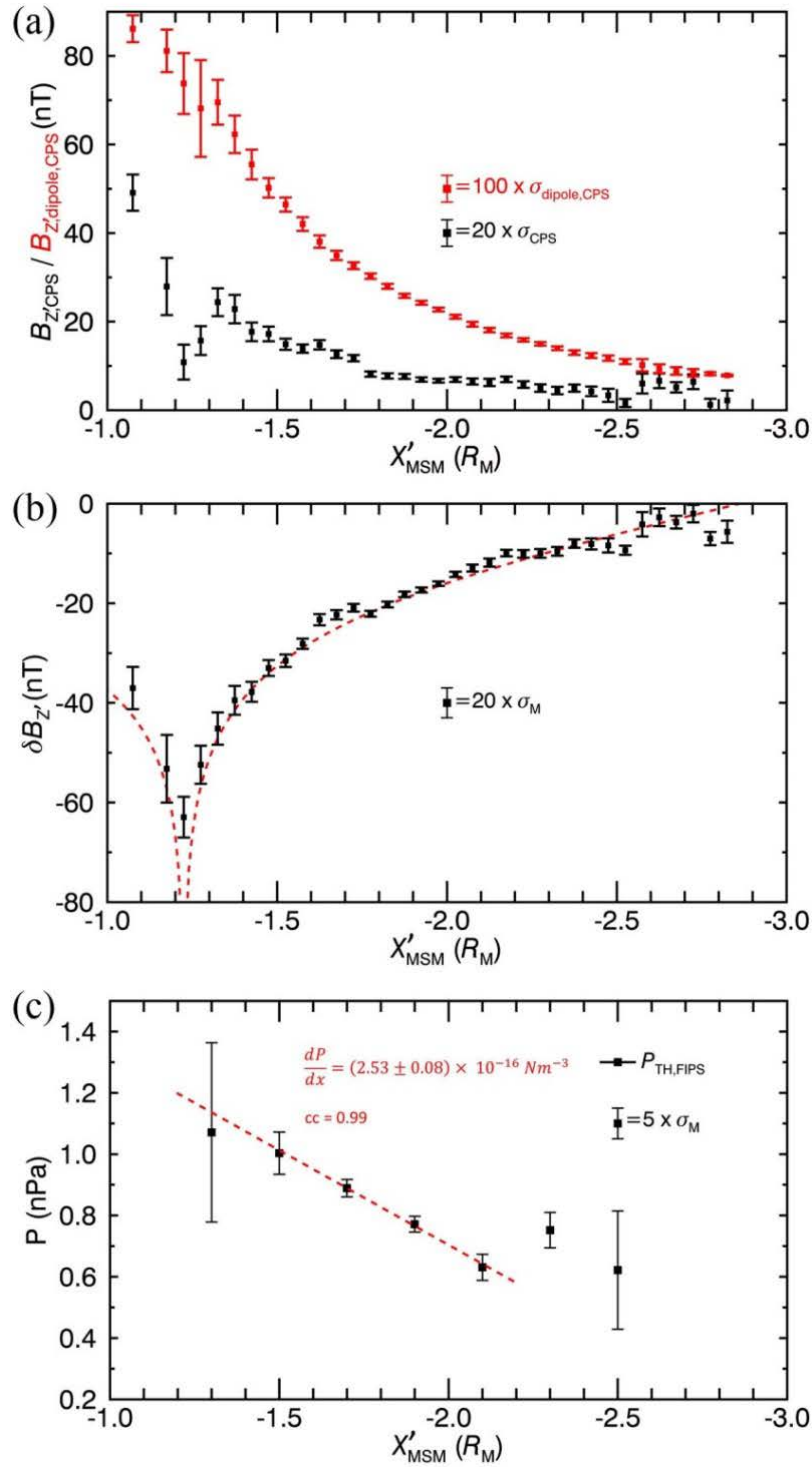 (a)
80
60
40
20
0
B_Z',CPS / B_Z',dipole,CPS (nT)
=100 x σ_dipole,CPS
=20 x σ_CPS
-1.0 -1.5 -2.0 -2.5 -3.0
X'_MSM (R_M)
(b)
0
-20
-40
-60
-80
δB_Z' (nT)
=20 x σ_M
-1.0 -1.5 -2.0 -2.5 -3.0
X'_MSM (R_M)
(c)
1.4
1.2
1.0
0.8
0.6
0.4
0.2
P (nPa)
dP/dx = (2.53 ± 0.08) × 10^-16 Nm^-3
cc = 0.99
P_TH,FIPS
=5 x σ_M
-1.0 -1.5 -2.0 -2.5 -3.0
X'_MSM (R_M)